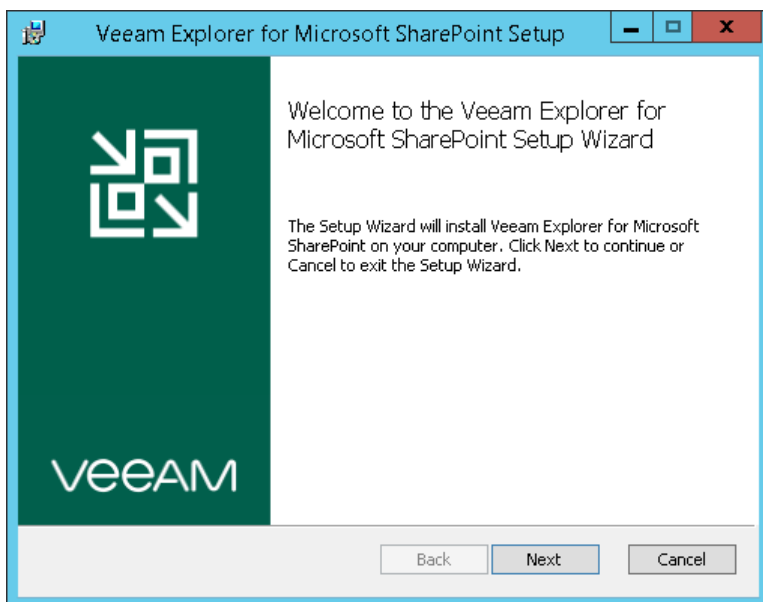 Veeam Explorer for Microsoft SharePoint Setup
Welcome to the Veeam Explorer for
Microsoft SharePoint Setup Wizard
The Setup Wizard will install Veeam Explorer for Microsoft
SharePoint on your computer. Click Next to continue or
Cancel to exit the Setup Wizard.
veeAM
Back Next Cancel